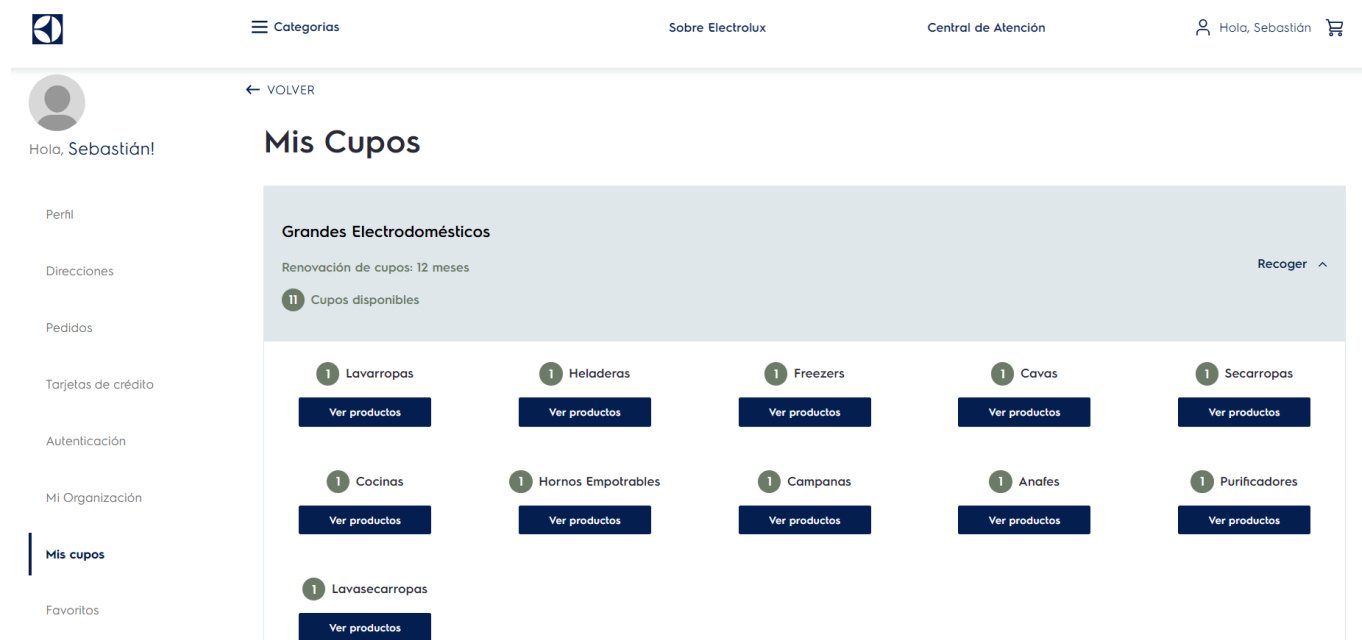 Categorias
Sobre Electrolux
Central de Atención
Hola, Sebastián
Hola, Sebastián!
Perfil
Direcciones
Pedidos
Tarjetas de crédito
Autenticación
Mi Organización
Mis cupos
Favoritos
← VOLVER
Mis Cupos
Grandes Electrodomésticos
Renovación de cupos: 12 meses
11 Cupos disponibles
Recoger
1 Lavarropas
Ver productos
1 Heladeras
Ver productos
1 Freezers
Ver productos
1 Cavas
Ver productos
1 Secarropas
Ver productos
1 Cocinas
Ver productos
1 Hornos Empotrables
Ver productos
1 Campanas
Ver productos
1 Anafes
Ver productos
1 Purificadores
Ver productos
1 Lavasecarropas
Ver productos